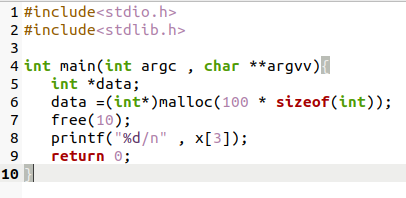 1 #include<stdio.h>
2 #include<stdlib.h>
3
4 int main(int argc , char **argvv){
5    int *data;
6    data =(int*)malloc(100 * sizeof(int));
7    free(10);
8    printf("%d/n" , x[3]);
9    return 0;
10 }